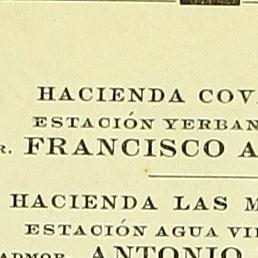 HACIENDA COV
ESTACIÓN YERBAN
R. FRANCISCO A
HACIENDA LAS M
ESTACIÓN AGUA VI
ADMOR. ANTONIO